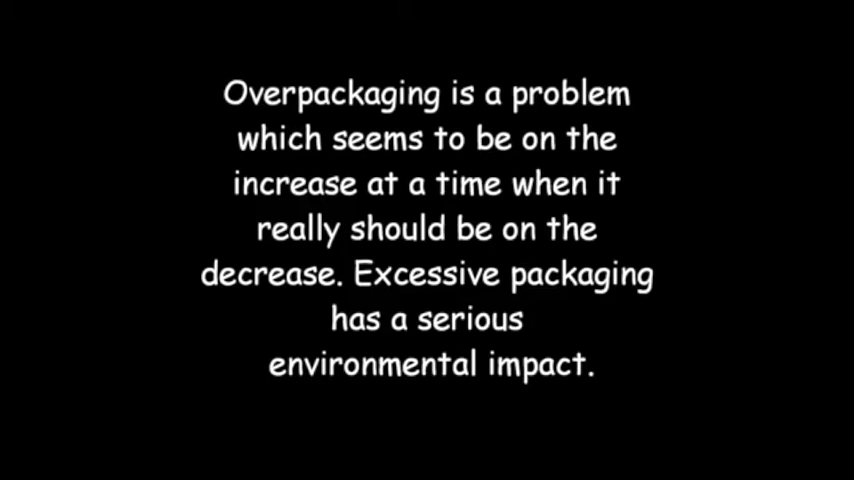 Overpackaging is a problem
which seems to be on the
increase at a time when it
really should be on the
decrease. Excessive packaging
has a serious
environmental impact.